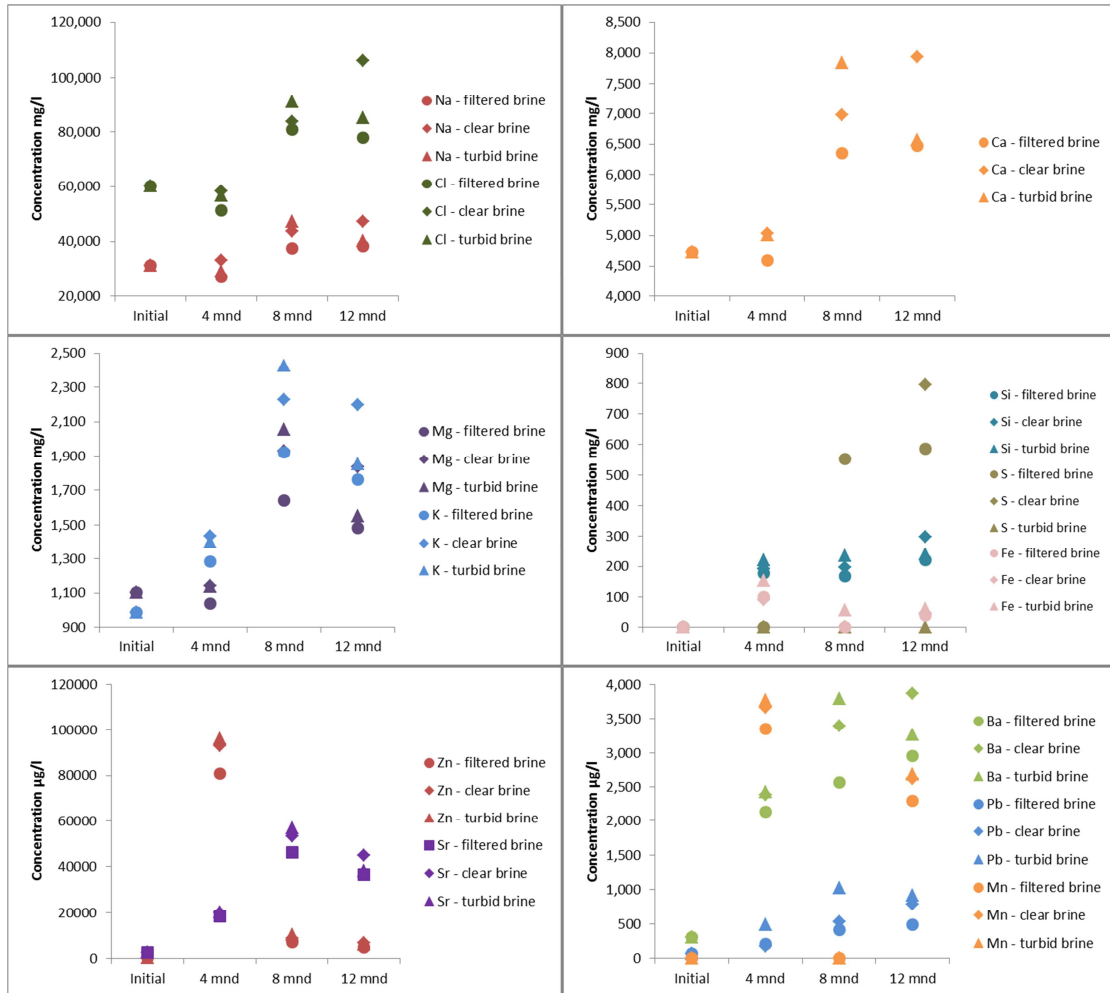 Concentration mg/l
120,000
100,000
80,000
60,000
40,000
20,000
Initial 4 mnd 8 mnd 12 mnd
Na - filtered brine
Na - clear brine
Na - turbid brine
Cl - filtered brine
Cl - clear brine
Cl - turbid brine
Concentration mg/l
8,500
8,000
7,500
7,000
6,500
6,000
5,500
5,000
4,500
4,000
Initial 4 mnd 8 mnd 12 mnd
Ca - filtered brine
Ca - clear brine
Ca - turbid brine
Concentration mg/l
2,500
2,300
2,100
1,900
1,700
1,500
1,300
1,100
900
Initial 4 mnd 8 mnd 12 mnd
Mg - filtered brine
Mg - clear brine
Mg - turbid brine
K - filtered brine
K - clear brine
K - turbid brine
Concentration mg/l
900
800
700
600
500
400
300
200
100
0
Initial 4 mnd 8 mnd 12 mnd
Si - filtered brine
Si - clear brine
Si - turbid brine
S - filtered brine
S - clear brine
S - turbid brine
Fe - filtered brine
Fe - clear brine
Fe - turbid brine
Concentration µg/l
120000
100000
80000
60000
40000
20000
0
Initial 4 mnd 8 mnd 12 mnd
Zn - filtered brine
Zn - clear brine
Zn - turbid brine
Sr - filtered brine
Sr - clear brine
Sr - turbid brine
Concentration µg/l
4,000
3,500
3,000
2,500
2,000
1,500
1,000
500
0
Initial 4 mnd 8 mnd 12 mnd
Ba - filtered brine
Ba - clear brine
Ba - turbid brine
Pb - filtered brine
Pb - clear brine
Pb - turbid brine
Mn - filtered brine
Mn - clear brine
Mn - turbid brine